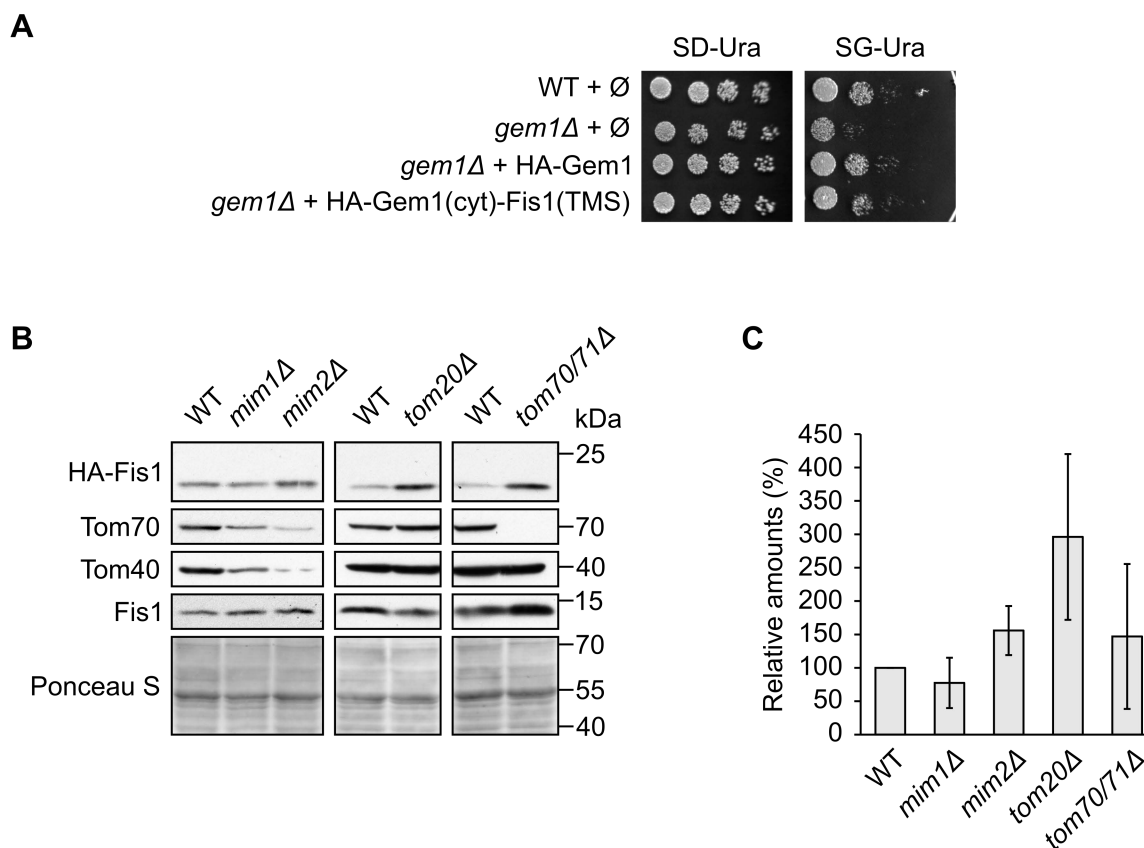 A
SD-Ura SG-Ura
WT + Ø
gem1Δ + Ø
gem1Δ + HA-Gem1
gem1Δ + HA-Gem1(cyt)-Fis1(TMS)
B
WT mim1Δ mim2Δ WT tom20Δ WT tom70/71Δ
kDa
HA-Fis1
25
Tom70
70
Tom40
40
Fis1
15
Ponceau S
70
55
40
C
Relative amounts (%)
450
400
350
300
250
200
150
100
50
0
WT mim1Δ mim2Δ tom20Δ tom70/71Δ